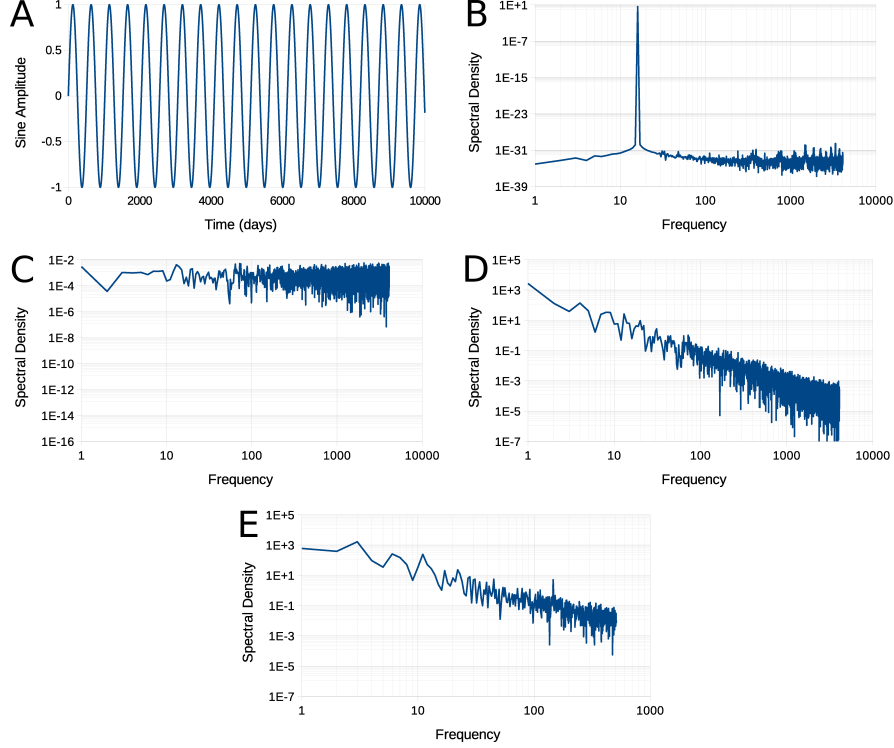 A
Sine Amplitude
1
0.5
0
-0.5
-1
0 2000 4000 6000 8000 10000
Time (days)
B
Spectral Density
1E+1
1E-7
1E-15
1E-23
1E-31
1E-39
1 10 100 1000 10000
Frequency
C
Spectral Density
1E-2
1E-4
1E-6
1E-8
1E-10
1E-12
1E-14
1E-16
1 10 100 1000 10000
Frequency
D
Spectral Density
1E+5
1E+3
1E+1
1E-1
1E-3
1E-5
1E-7
1 10 100 1000 10000
Frequency
E
Spectral Density
1E+5
1E+3
1E+1
1E-1
1E-3
1E-5
1E-7
1 10 100 1000
Frequency